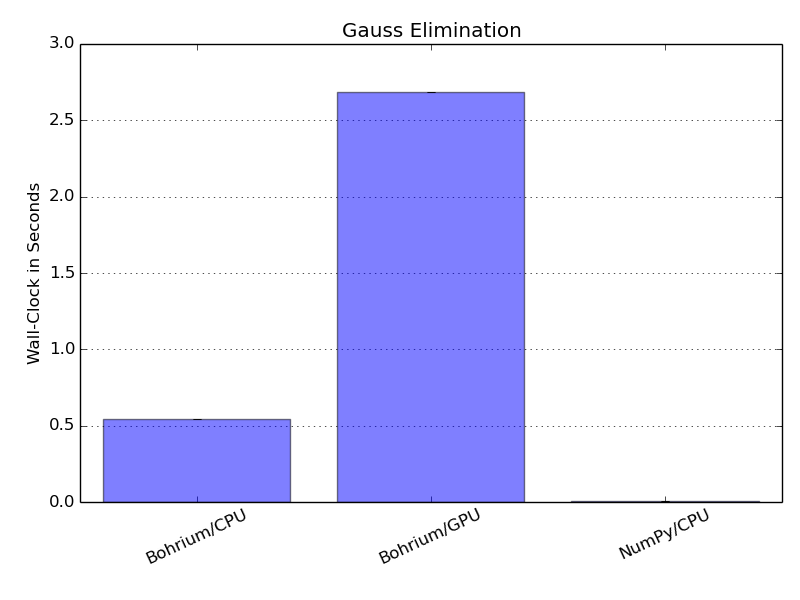 Gauss Elimination
3.0
2.5
2.0
1.5
1.0
0.5
0.0
Wall-Clock in Seconds
Bohrium/CPU
Bohrium/GPU
NumPy/CPU